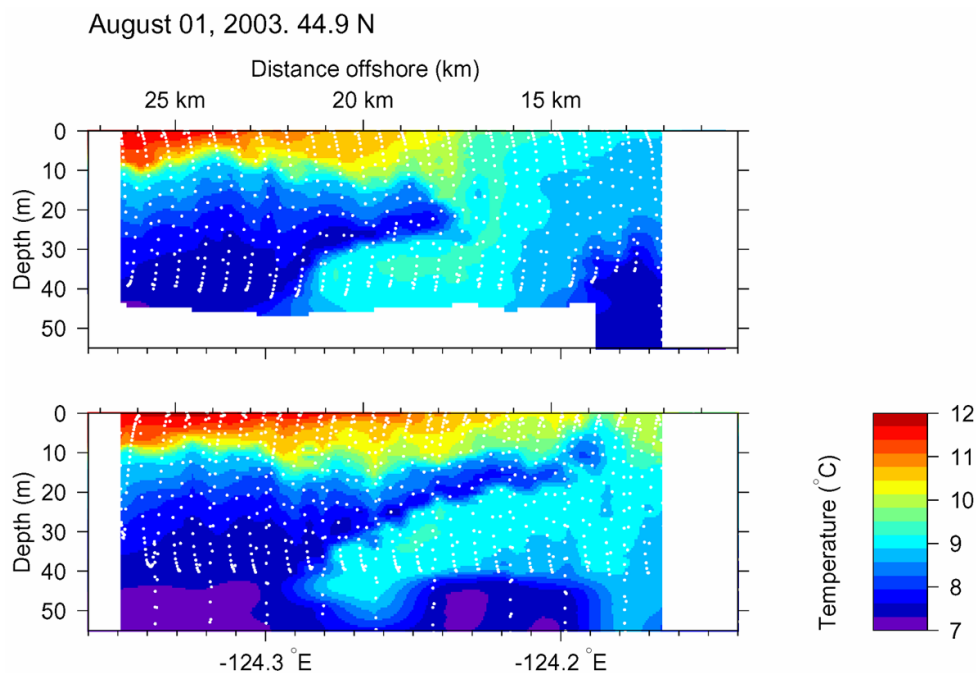 August 01, 2003. 44.9 N
Distance offshore (km)
25 km 20 km 15 km
0
10
20
30
40
50
Depth (m)
0
10
20
30
40
50
Depth (m)
-124.3 °E -124.2 °E
12
11
10
9
8
7
Temperature (°C)